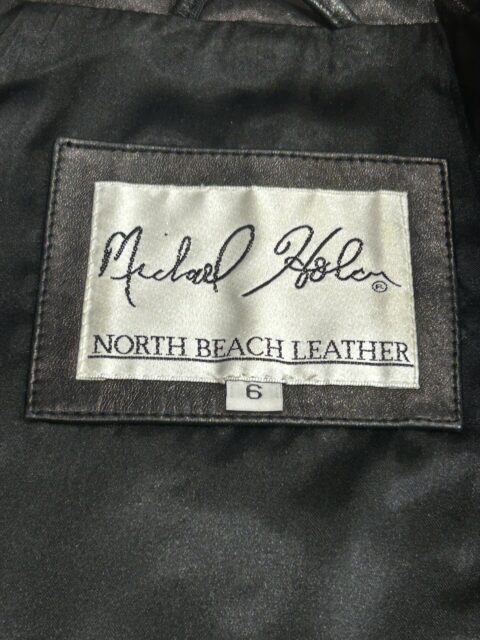 Michael Hoban ®
NORTH BEACH LEATHER
6